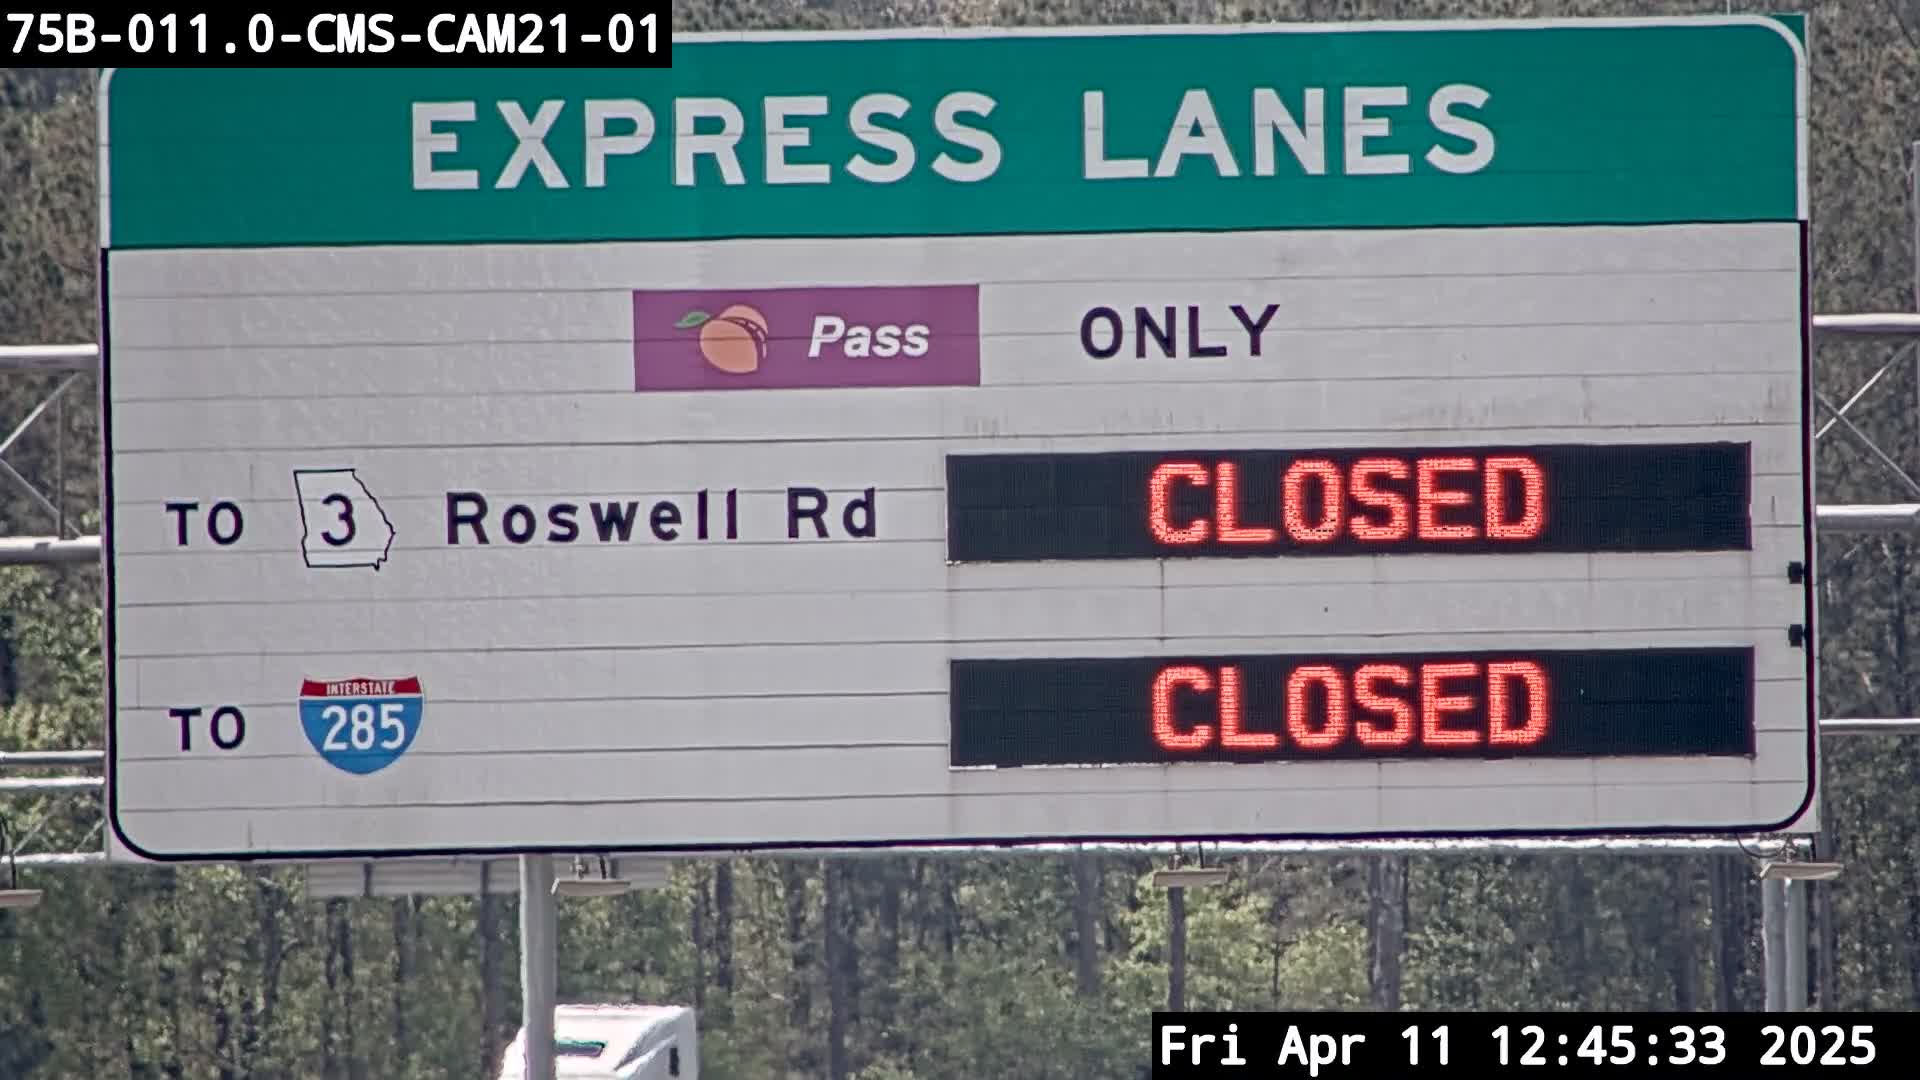 75B-011.0-CMS-CAM21-01
EXPRESS LANES
Pass ONLY
TO 3 Roswell Rd CLOSED
TO INTERSTATE 285 CLOSED
Fri Apr 11 12:45:33 2025